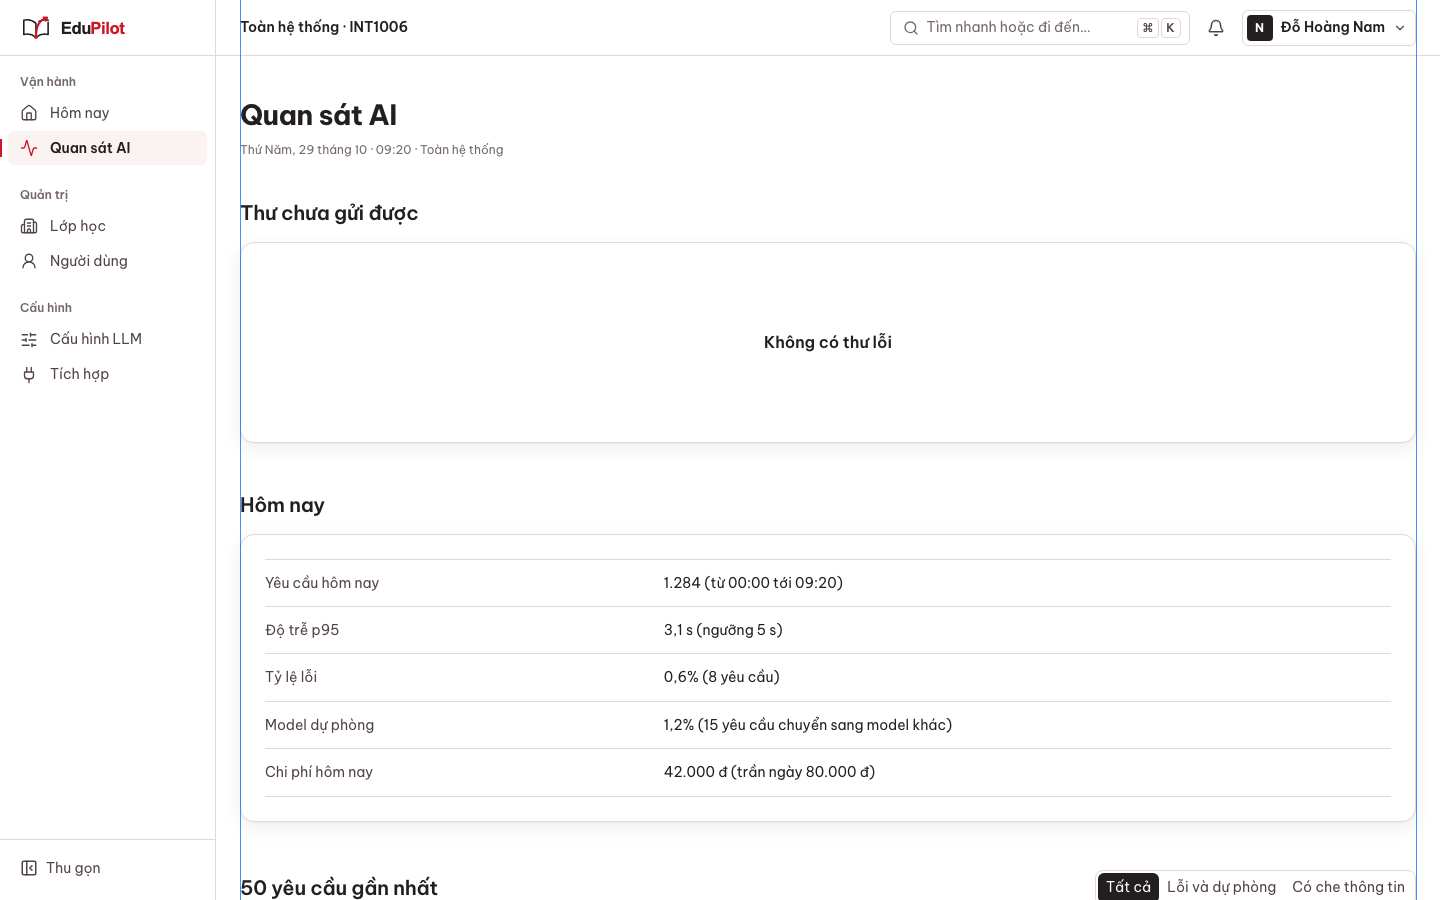 EduPilot
Toàn hệ thống · INT1006
Tìm nhanh hoặc đi đến...
⌘ K
N
Đỗ Hoàng Nam
Vận hành
Hôm nay
Quan sát AI
Quản trị
Lớp học
Người dùng
Cấu hình
Cấu hình LLM
Tích hợp
Thu gọn
Quan sát AI
Thứ Năm, 29 tháng 10 · 09:20 · Toàn hệ thống
Thư chưa gửi được
Không có thư lỗi
Hôm nay
Yêu cầu hôm nay 1.284 (từ 00:00 tới 09:20)
Độ trễ p95 3,1 s (ngưỡng 5 s)
Tỷ lệ lỗi 0,6% (8 yêu cầu)
Model dự phòng 1,2% (15 yêu cầu chuyển sang model khác)
Chi phí hôm nay 42.000 đ (trần ngày 80.000 đ)
50 yêu cầu gần nhất
Tất cả Lỗi và dự phòng Có che thông tin